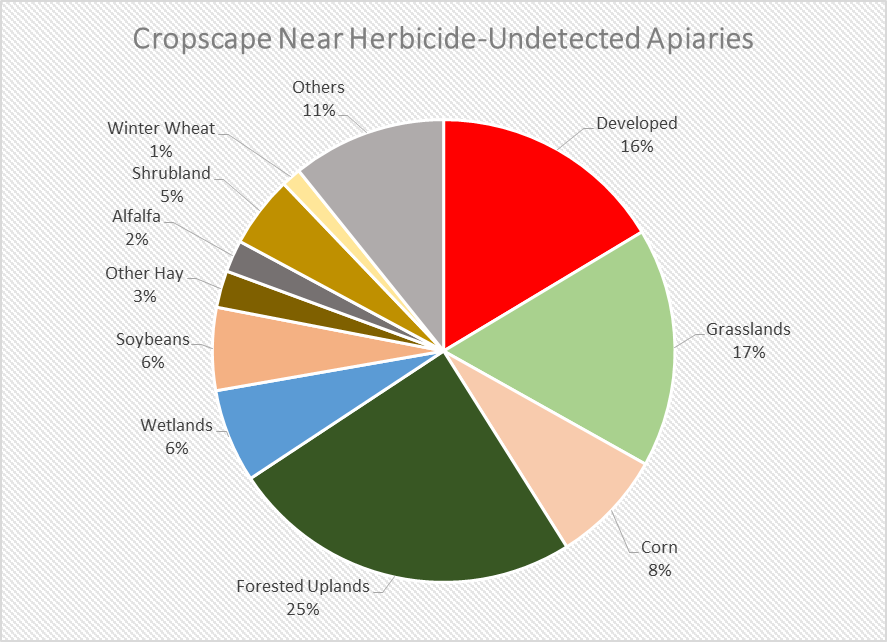 Cropscape Near Herbicide-Undetected Apiaries
Developed
16%
Grasslands
17%
Corn
8%
Forested Uplands
25%
Wetlands
6%
Soybeans
6%
Other Hay
3%
Alfalfa
2%
Shrubland
5%
Winter Wheat
1%
Others
11%